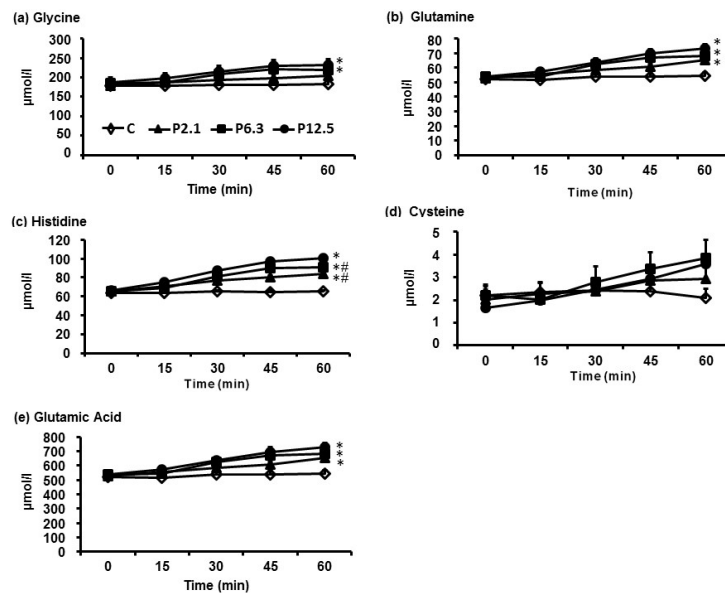 (a) Glycine
300
250
200
150
100
50
0
µmol/l
C P2.1 P6.3 P12.5
*
*
0 15 30 45 60
Time (min)
(b) Glutamine
80
70
60
50
40
30
20
10
0
µmol/l
*
*
*
0 15 30 45 60
Time (min)
(c) Histidine
120
100
80
60
40
20
0
µmol/l
*
*#
*#
0 15 30 45 60
Time (min)
(d) Cysteine
5
4
3
2
1
0
µmol/l
0 15 30 45 60
Time (min)
(e) Glutamic Acid
800
700
600
500
400
300
200
100
0
µmol/l
*
*
*
0 15 30 45 60
Time (min)